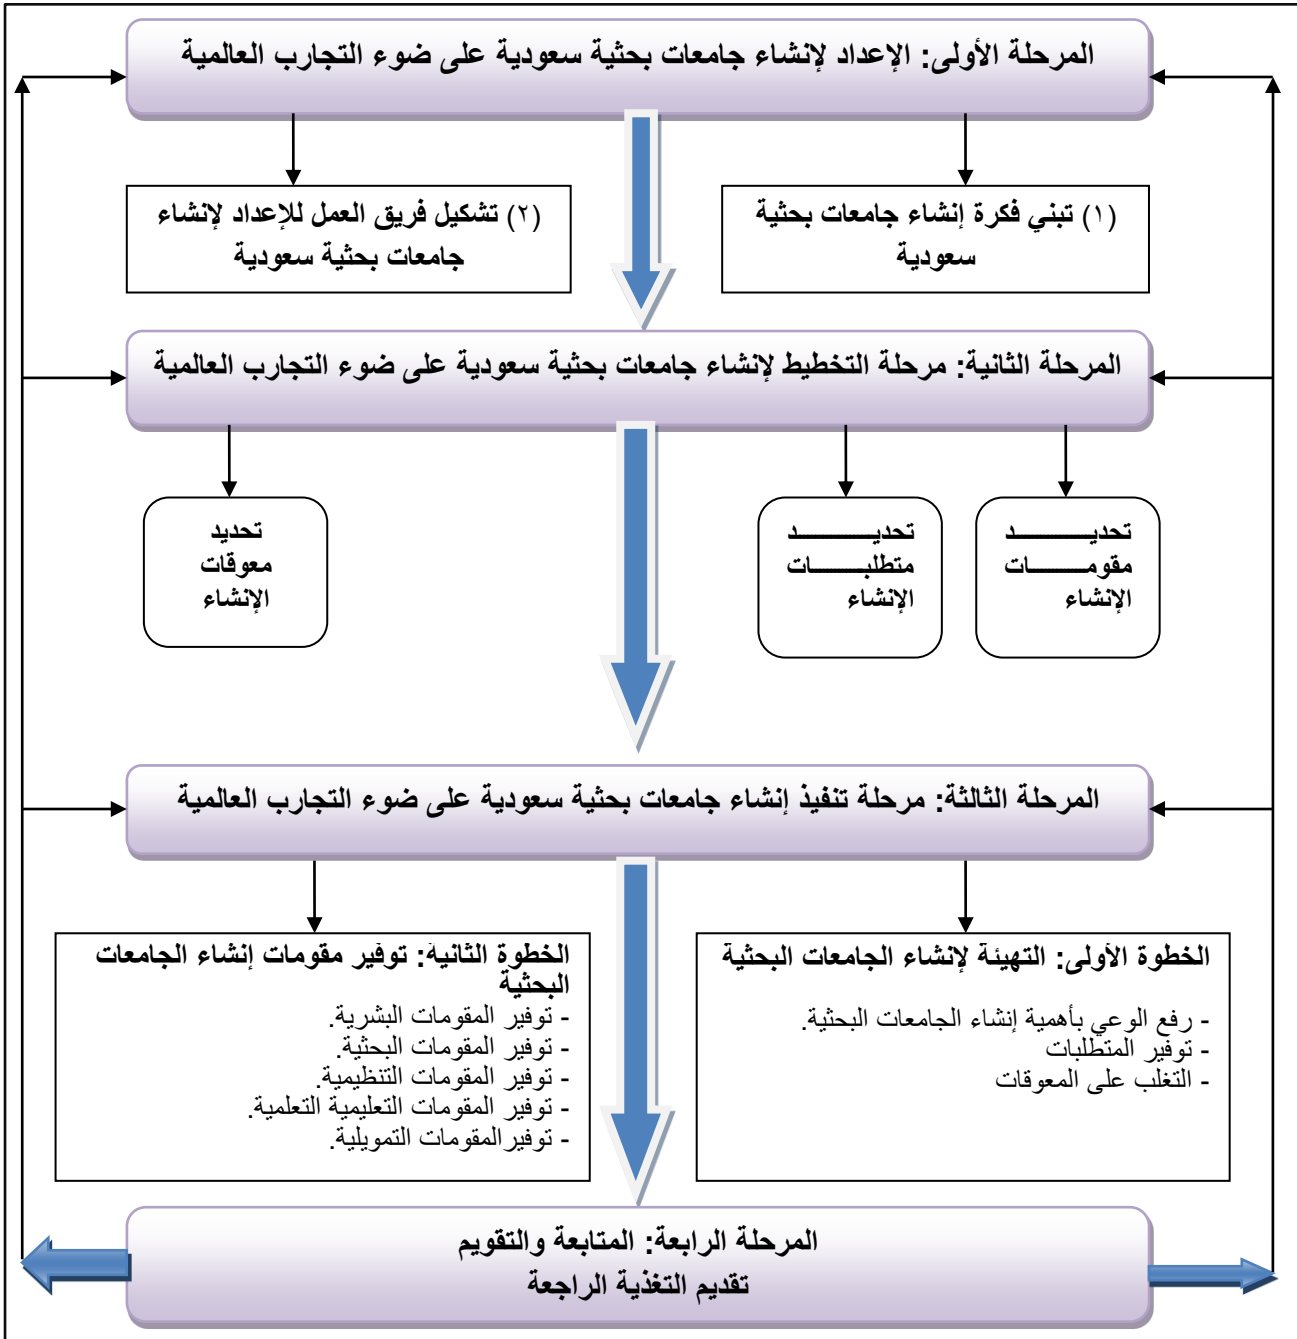 المرحلة الأولى: الإعداد لإنشاء جامعات بحثية سعودية على ضوء التجارب العالمية
(١) تبني فكرة إنشاء جامعات بحثية
سعودية
(٢) تشكيل فريق العمل للإعداد لإنشاء
جامعات بحثية سعودية
المرحلة الثانية: مرحلة التخطيط لإنشاء جامعات بحثية سعودية على ضوء التجارب العالمية
تحديـــــــــــد
مقومـــــــات
الإنشاء
تحديـــــــــــد
متطلبـــــــات
الإنشاء
تحديد
معوقات
الإنشاء
المرحلة الثالثة: مرحلة تنفيذ إنشاء جامعات بحثية سعودية على ضوء التجارب العالمية
الخطوة الأولى: التهيئة لإنشاء الجامعات البحثية
- رفع الوعي بأهمية إنشاء الجامعات البحثية.
- توفير المتطلبات
- التغلب على المعوقات
الخطوة الثانية: توفير مقومات إنشاء الجامعات
البحثية
- توفير المقومات البشرية.
- توفير المقومات البحثية.
- توفير المقومات التنظيمية.
- توفير المقومات التعليمية التعلمية.
- توفيرالمقومات التمويلية.
المرحلة الرابعة: المتابعة والتقويم
تقديم التغذية الراجعة